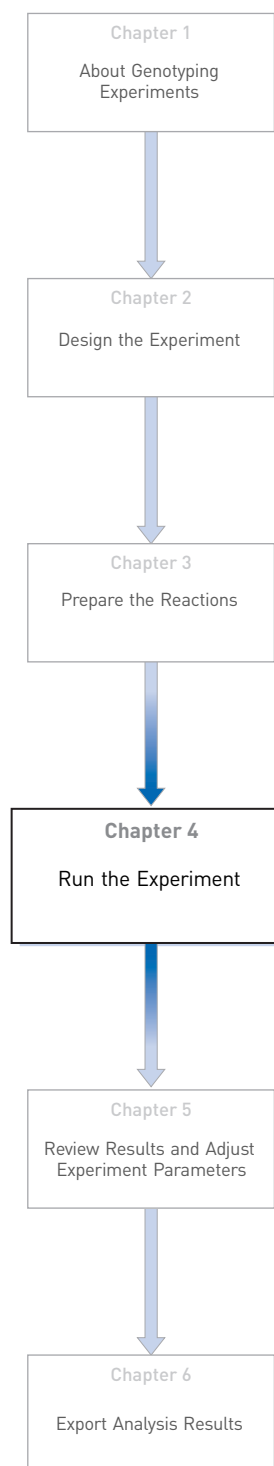 Chapter 1
About Genotyping
Experiments
Chapter 2
Design the Experiment
Chapter 3
Prepare the Reactions
Chapter 4
Run the Experiment
Chapter 5
Review Results and Adjust
Experiment Parameters
Chapter 6
Export Analysis Results